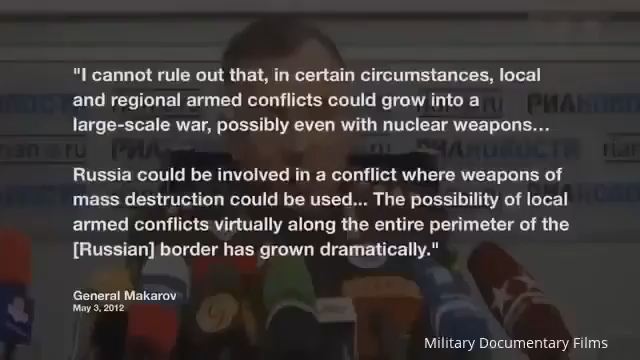 "I cannot rule out that, in certain circumstances, local
and regional armed conflicts could grow into a
large-scale war, possibly even with nuclear weapons...
Russia could be involved in a conflict where weapons of
mass destruction could be used... The possibility of local
armed conflicts virtually along the entire perimeter of the
[Russian] border has grown dramatically."
General Makarov
May 3, 2012
Military Documentary Films